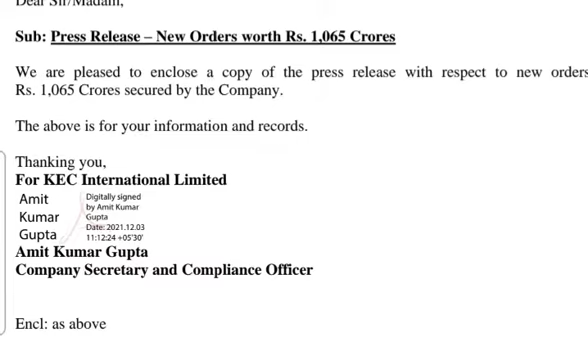 Dear Sir/Madam,
Sub: Press Release – New Orders worth Rs. 1,065 Crores
We are pleased to enclose a copy of the press release with respect to new orders
Rs. 1,065 Crores secured by the Company.
The above is for your information and records.
Thanking you,
For KEC International Limited
Amit
Kumar
Gupta
Digitally signed
by Amit Kumar
Gupta
Date: 2021.12.03
11:12:24 +05'30'
Amit Kumar Gupta
Company Secretary and Compliance Officer
Encl: as above